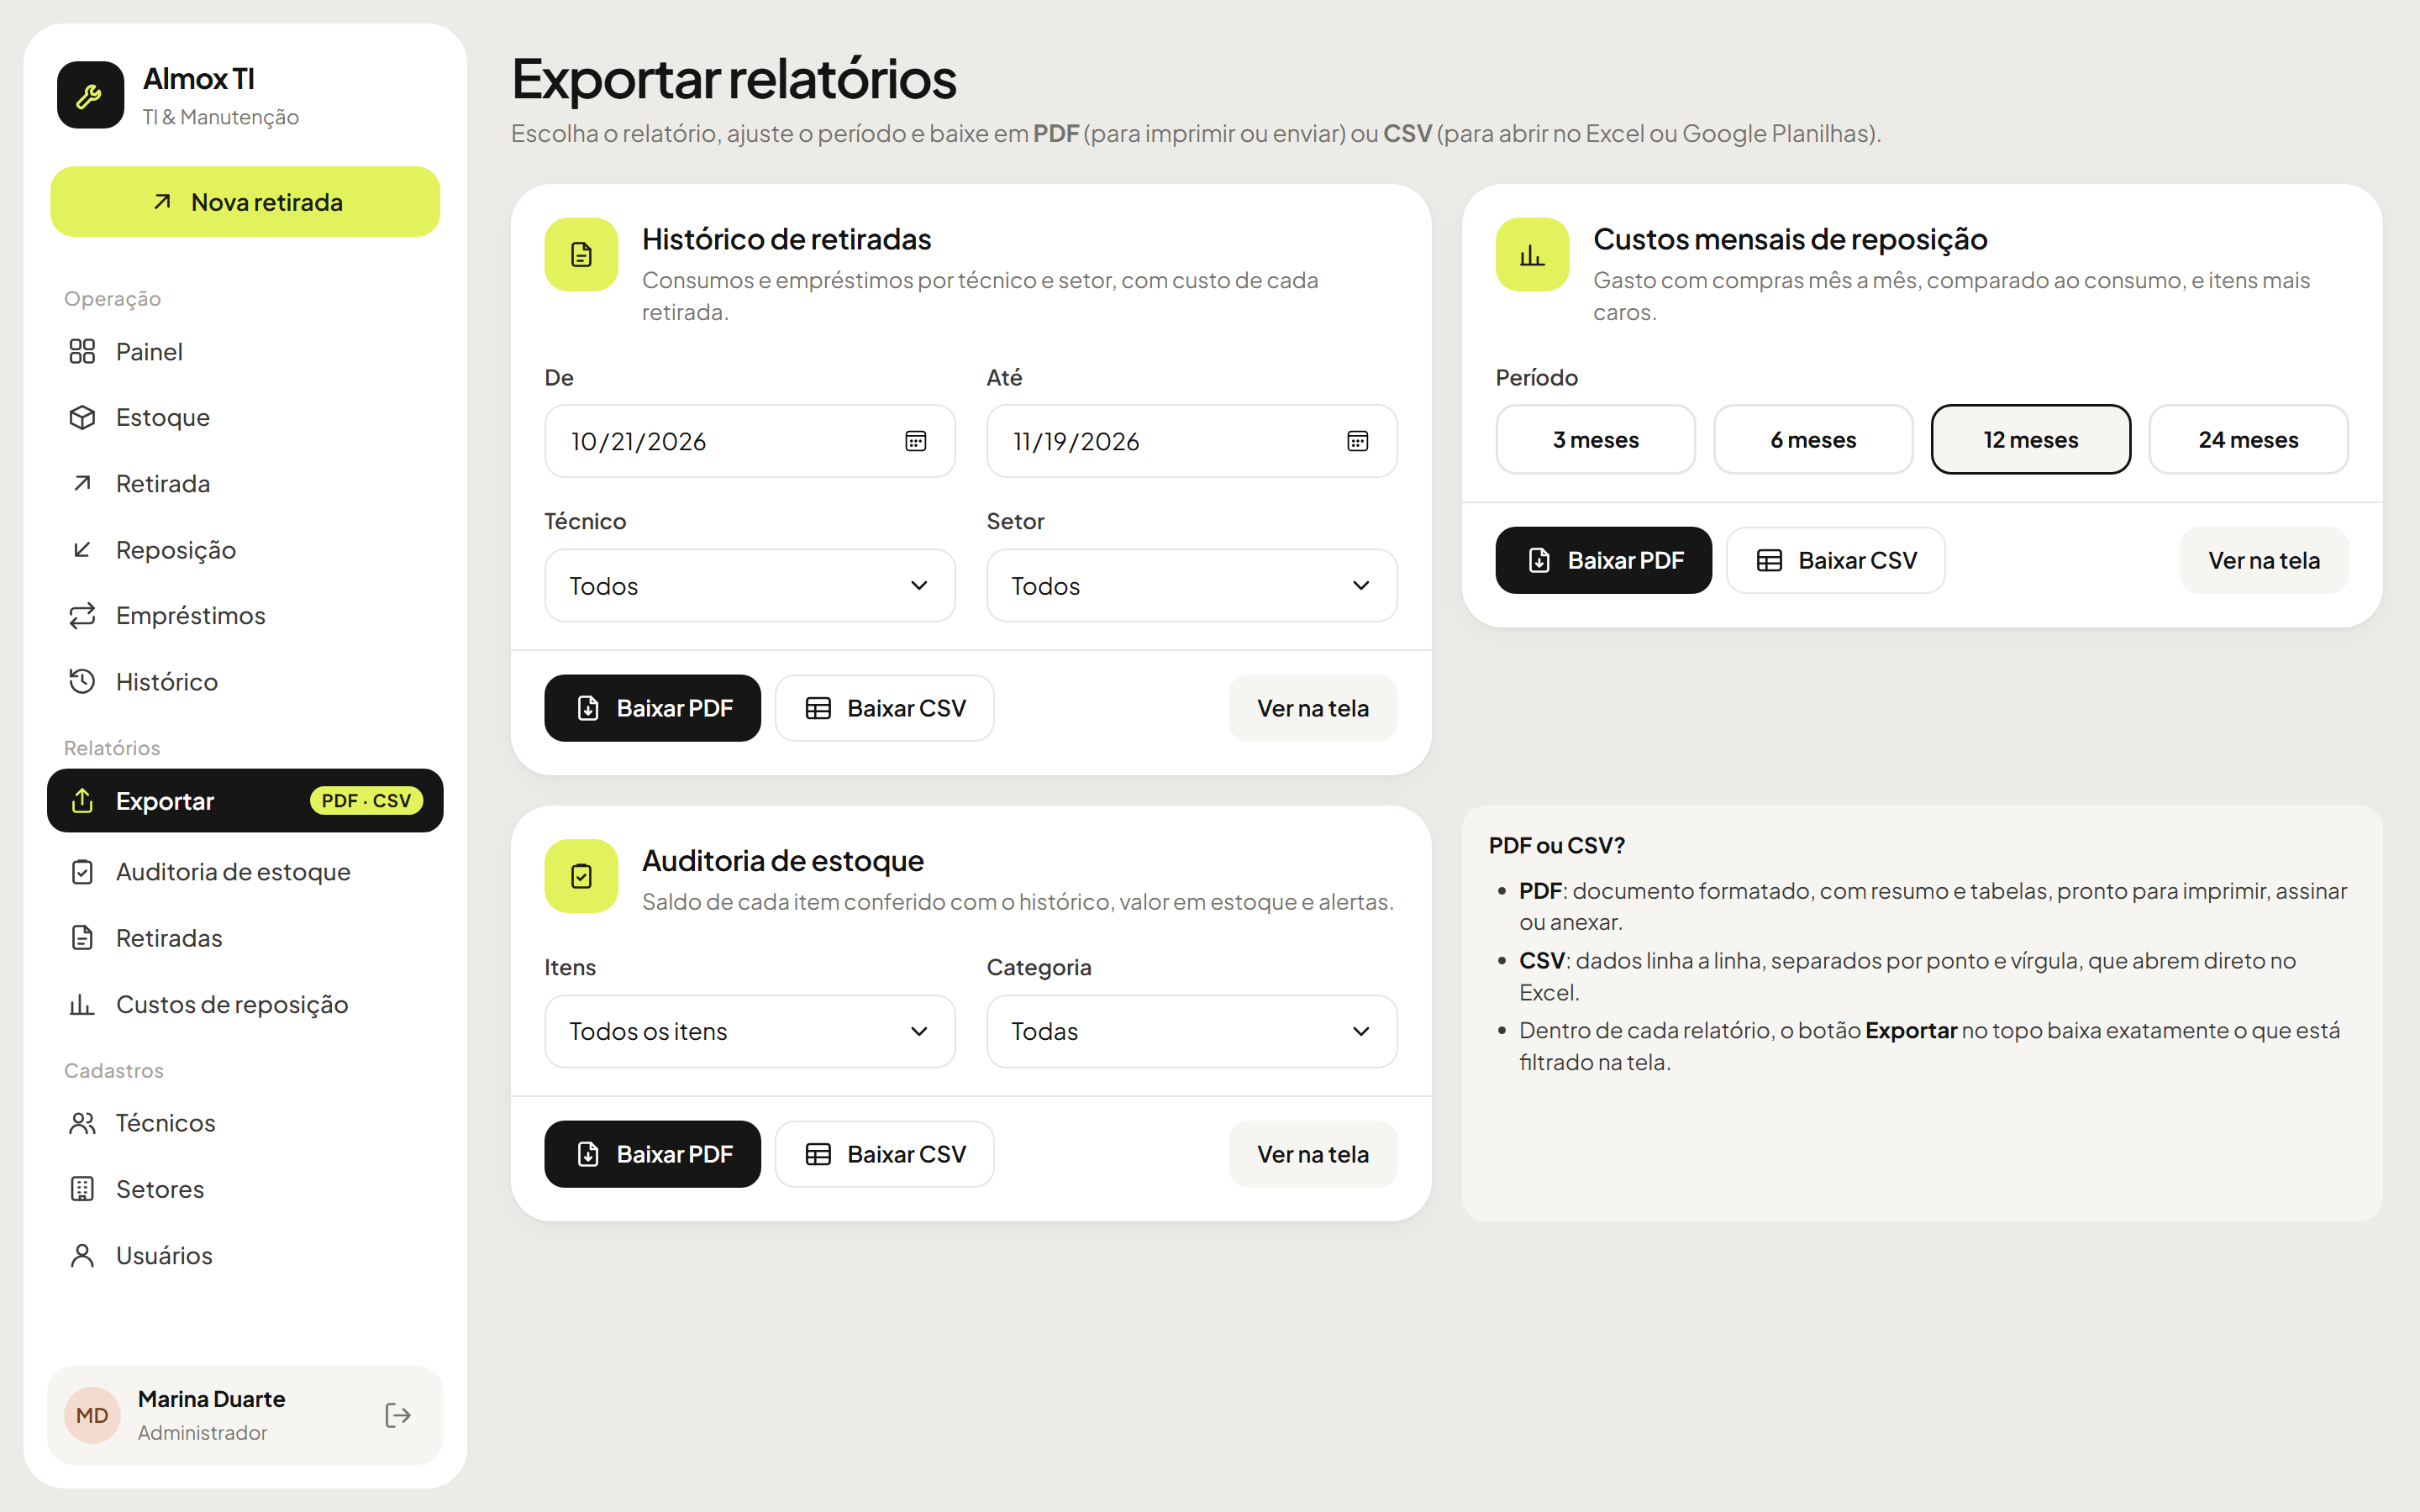 Almox TI
TI & Manutenção
Nova retirada
Operação
Painel
Estoque
Retirada
Reposição
Empréstimos
Histórico
Relatórios
Exportar
PDF · CSV
Auditoria de estoque
Retiradas
Custos de reposição
Cadastros
Técnicos
Setores
Usuários
MD
Marina Duarte
Administrador
Exportar relatórios
Escolha o relatório, ajuste o período e baixe em PDF (para imprimir ou enviar) ou CSV (para abrir no Excel ou Google Planilhas).
Histórico de retiradas
Consumos e empréstimos por técnico e setor, com custo de cada
retirada.
De
Até
10/21/2026
11/19/2026
Técnico
Setor
Todos
Todos
Baixar PDF
Baixar CSV
Ver na tela
Custos mensais de reposição
Gasto com compras mês a mês, comparado ao consumo, e itens mais
caros.
Período
3 meses
6 meses
12 meses
24 meses
Baixar PDF
Baixar CSV
Ver na tela
Auditoria de estoque
Saldo de cada item conferido com o histórico, valor em estoque e alertas.
Itens
Categoria
Todos os itens
Todas
Baixar PDF
Baixar CSV
Ver na tela
PDF ou CSV?
• PDF: documento formatado, com resumo e tabelas, pronto para imprimir, assinar
ou anexar.
• CSV: dados linha a linha, separados por ponto e vírgula, que abrem direto no
Excel.
• Dentro de cada relatório, o botão Exportar no topo baixa exatamente o que está
filtrado na tela.